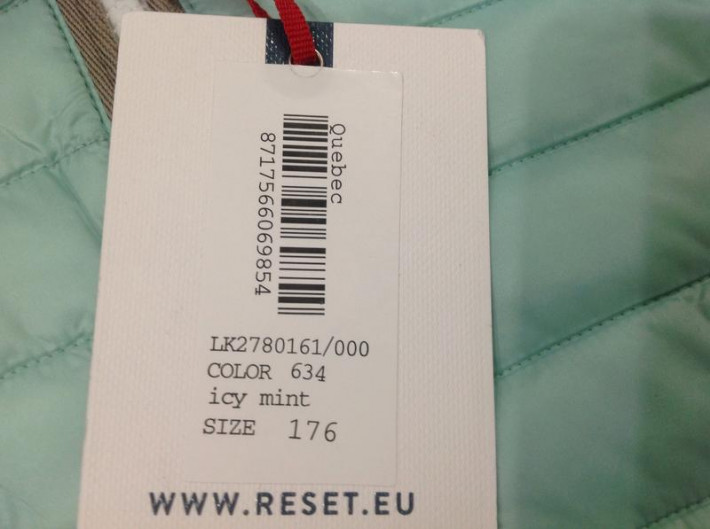 Quebec
8717566069854
LK2780161/000
COLOR 634
icy mint
SIZE 176
WWW.RESET.EU